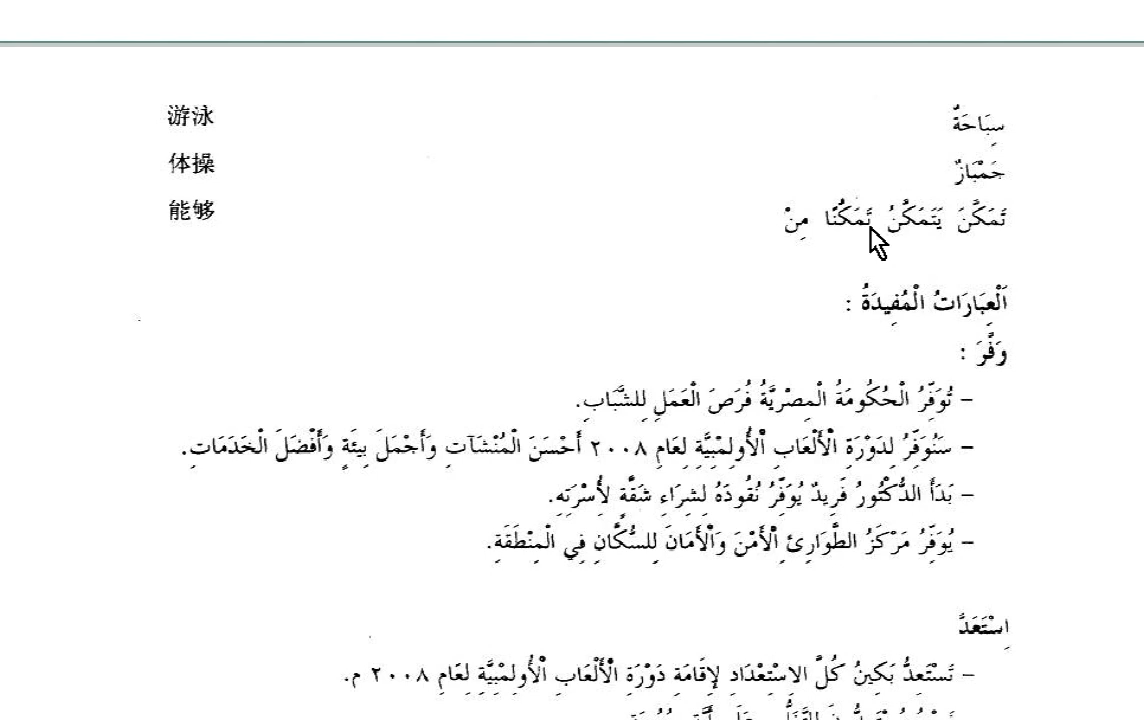 سِبَاحَةٌ 游泳
جَمْبَازٌ 体操
تَمَكَّنَ يَتَمَكَّنُ تَمَكُّنًا مِنْ 能够
اَلْعِبَارَاتُ الْمُفِيدَةُ :
وَفَّرَ :
– تُوَفِّرُ الْحُكُومَةُ الْمِصْرِيَّةُ فُرَصَ الْعَمَلِ لِلشَّبَابِ.
– سَنُوَفِّرُ لِدَوْرَةِ الْأَلْعَابِ الْأُولِمْبِيَّةِ لِعَامِ ٢٠٠٨ أَحْسَنَ الْمُنْشَآتِ وَأَجْمَلَ بِيئَةٍ وَأَفْضَلَ الْخَدَمَاتِ.
– بَدَأَ الدُّكْتُورُ فَرِيدٌ يُوَفِّرُ نُقُودَهُ لِشِرَاءِ شَقَّةٍ لِأُسْرَتِهِ.
– يُوَفِّرُ مَرْكَزُ الطَّوَارِئِ الْأَمْنَ وَالْأَمَانَ لِلسُّكَّانِ فِي الْمِنْطَقَةِ.
اِسْتَعَدَّ
– تَسْتَعِدُّ بَكِينُ كُلَّ الاِسْتِعْدَادِ لِإِقَامَةِ دَوْرَةِ الْأَلْعَابِ الْأُولِمْبِيَّةِ لِعَامِ ٢٠٠٨ م.